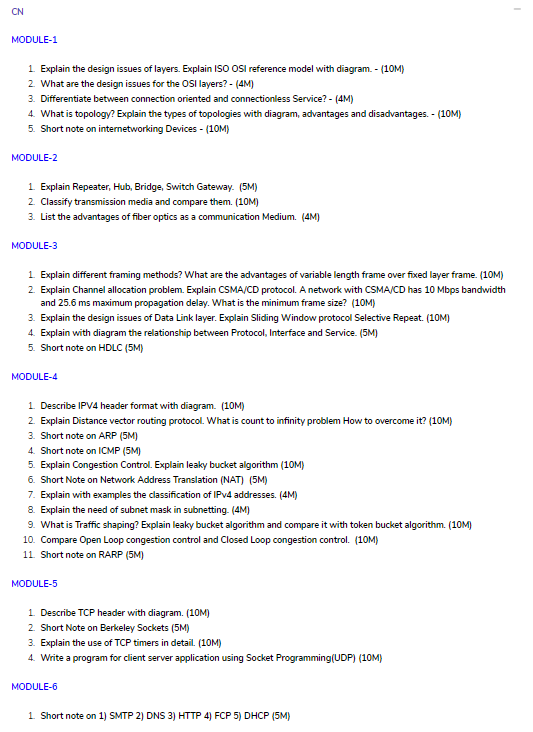 CN
MODULE-1
1. Explain the design issues of layers. Explain ISO OSI reference model with diagram. - (10M)
2. What are the design issues for the OSI layers? - (4M)
3. Differentiate between connection oriented and connectionless Service? - (4M)
4. What is topology? Explain the types of topologies with diagram, advantages and disadvantages. - (10M)
5. Short note on internetworking Devices - (10M)
MODULE-2
1. Explain Repeater, Hub, Bridge, Switch Gateway. (5M)
2. Classify transmission media and compare them. (10M)
3. List the advantages of fiber optics as a communication Medium. (4M)
MODULE-3
1. Explain different framing methods? What are the advantages of variable length frame over fixed layer frame. (10M)
2. Explain Channel allocation problem. Explain CSMA/CD protocol. A network with CSMA/CD has 10 Mbps bandwidth
and 25.6 ms maximum propagation delay. What is the minimum frame size? (10M)
3. Explain the design issues of Data Link layer. Explain Sliding Window protocol Selective Repeat. (10M)
4. Explain with diagram the relationship between Protocol, Interface and Service. (5M)
5. Short note on HDLC (5M)
MODULE-4
1. Describe IPV4 header format with diagram. (10M)
2. Explain Distance vector routing protocol. What is count to infinity problem How to overcome it? (10M)
3. Short note on ARP (5M)
4. Short note on ICMP (5M)
5. Explain Congestion Control. Explain leaky bucket algorithm (10M)
6. Short Note on Network Address Translation (NAT) (5M)
7. Explain with examples the classification of IPv4 addresses. (4M)
8. Explain the need of subnet mask in subnetting. (4M)
9. What is Traffic shaping? Explain leaky bucket algorithm and compare it with token bucket algorithm. (10M)
10. Compare Open Loop congestion control and Closed Loop congestion control. (10M)
11. Short note on RARP (5M)
MODULE-5
1. Describe TCP header with diagram. (10M)
2. Short Note on Berkeley Sockets (5M)
3. Explain the use of TCP timers in detail. (10M)
4. Write a program for client server application using Socket Programming(UDP) (10M)
MODULE-6
1. Short note on 1) SMTP 2) DNS 3) HTTP 4) FCP 5) DHCP (5M)